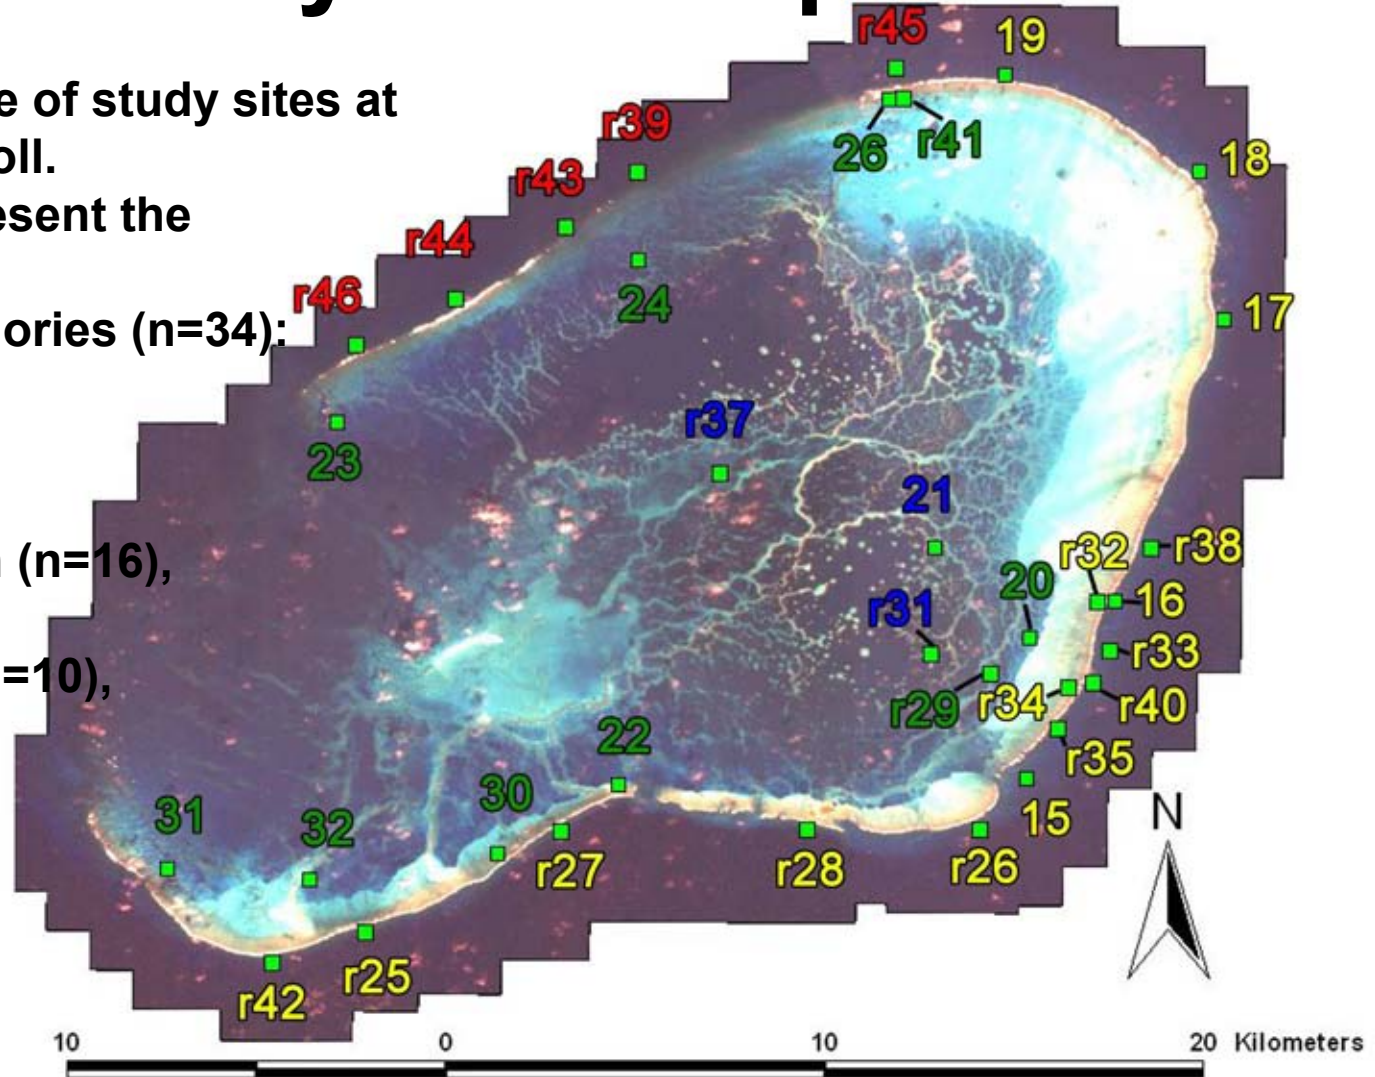 e of study sites at
oll.
esent the
ories (n=34):
(n=16),
=10),
r45
19
r39
26
r41
18
r43
r44
24
r46
17
r37
23
21
r32
r38
20
16
r31
r33
r29
r34
r40
22
r35
30
31
32
15
N
r27
r28
r26
r25
r42
10 0 10 20 Kilometers